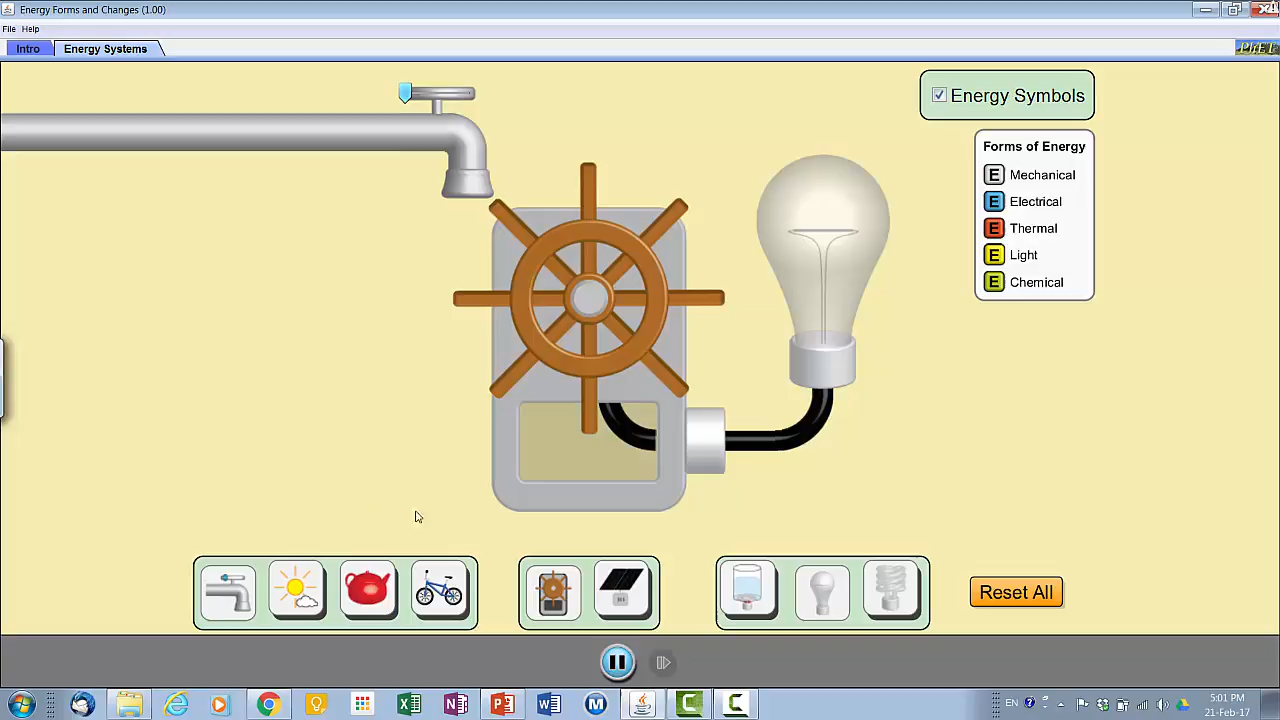 Energy Forms and Changes (1.00)
File Help
Intro Energy Systems
PhET
Energy Symbols
Forms of Energy
E Mechanical
E Electrical
E Thermal
E Light
E Chemical
Reset All
EN
5:01 PM
21-Feb-17